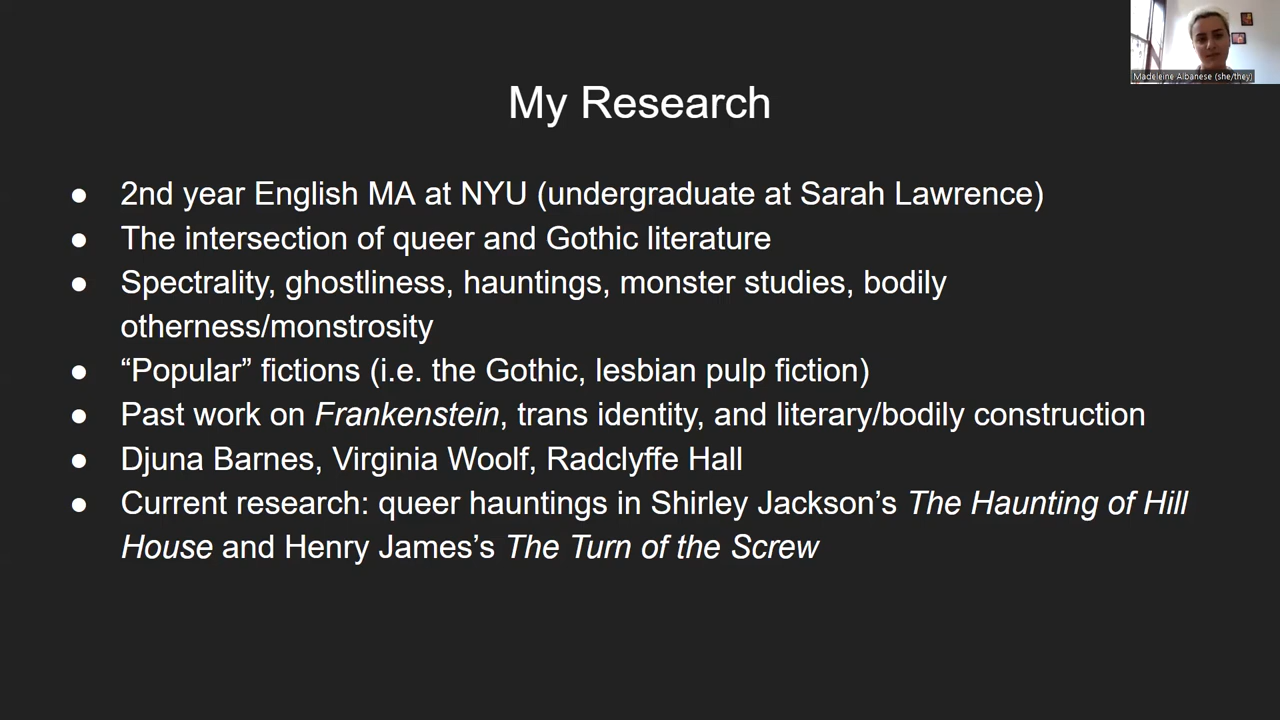 Madeleine Albanese (she/they)
My Research
● 2nd year English MA at NYU (undergraduate at Sarah Lawrence)
● The intersection of queer and Gothic literature
● Spectrality, ghostliness, hauntings, monster studies, bodily
otherness/monstrosity
● “Popular” fictions (i.e. the Gothic, lesbian pulp fiction)
● Past work on Frankenstein, trans identity, and literary/bodily construction
● Djuna Barnes, Virginia Woolf, Radclyffe Hall
● Current research: queer hauntings in Shirley Jackson’s The Haunting of Hill
House and Henry James’s The Turn of the Screw